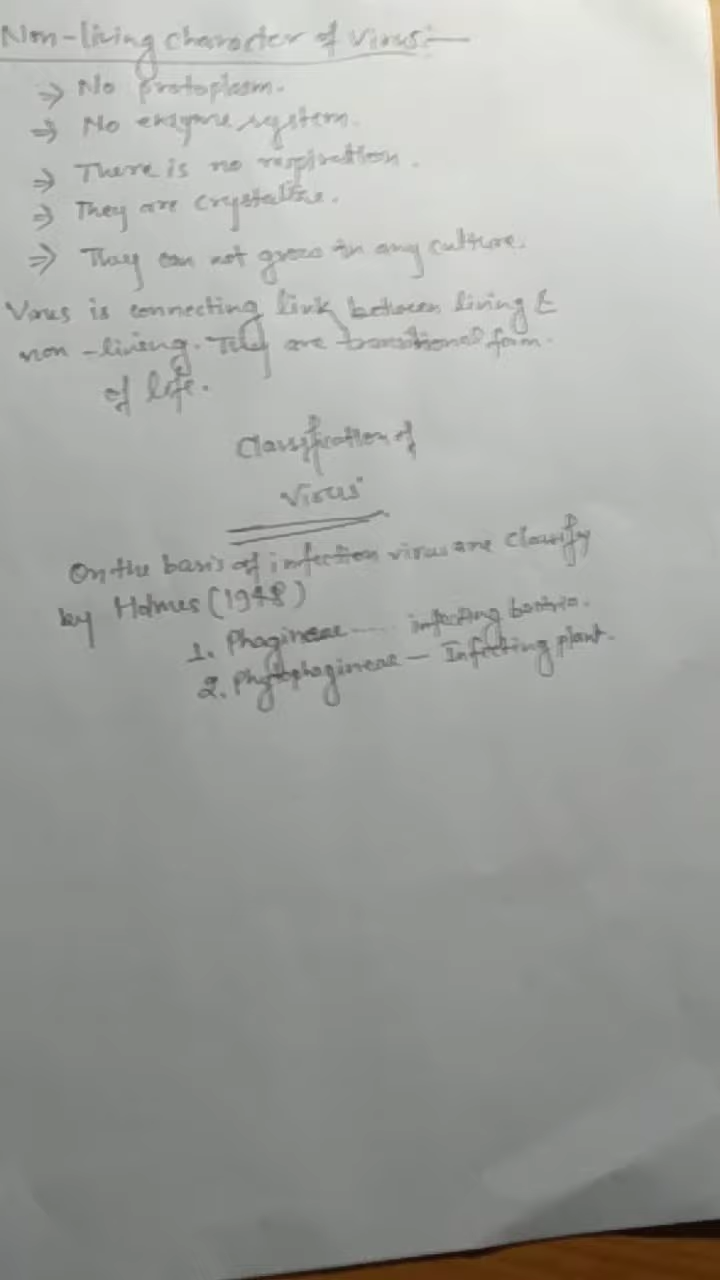 Non-living character of Virus:—
⇒ No protoplasm.
⇒ No enzyme system.
⇒ There is no respiration.
⇒ They are crystalize.
⇒ They can not grow in any culture.
Virus is connecting link between living &
non-living. They are transitional form
of life.
Classification of
Virus
On the basis of infection virus are classify
by Holmes (1948)
1. Phagineae .... infecting bactria.
2. Phytophagineae — Infecting plant.